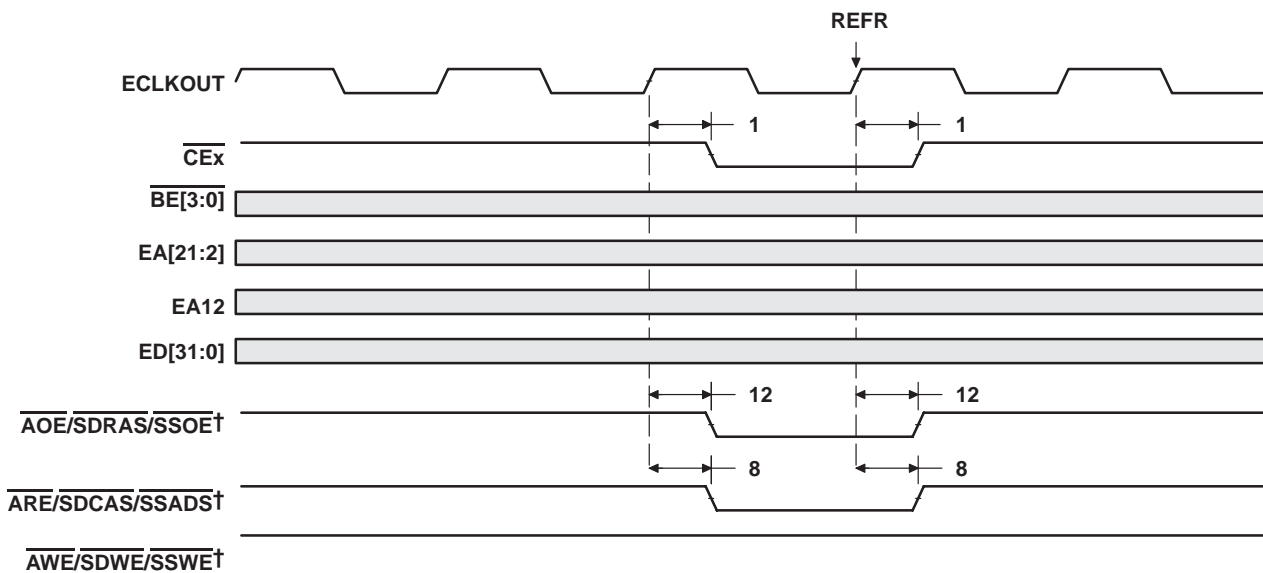 REFR
ECLKOUT
1 1
CEx
BE[3:0]
EA[21:2]
EA12
ED[31:0]
12 12
AOE/SDRAS/SSOE†
8 8
ARE/SDCAS/SSADS†
AWE/SDWE/SSWE†